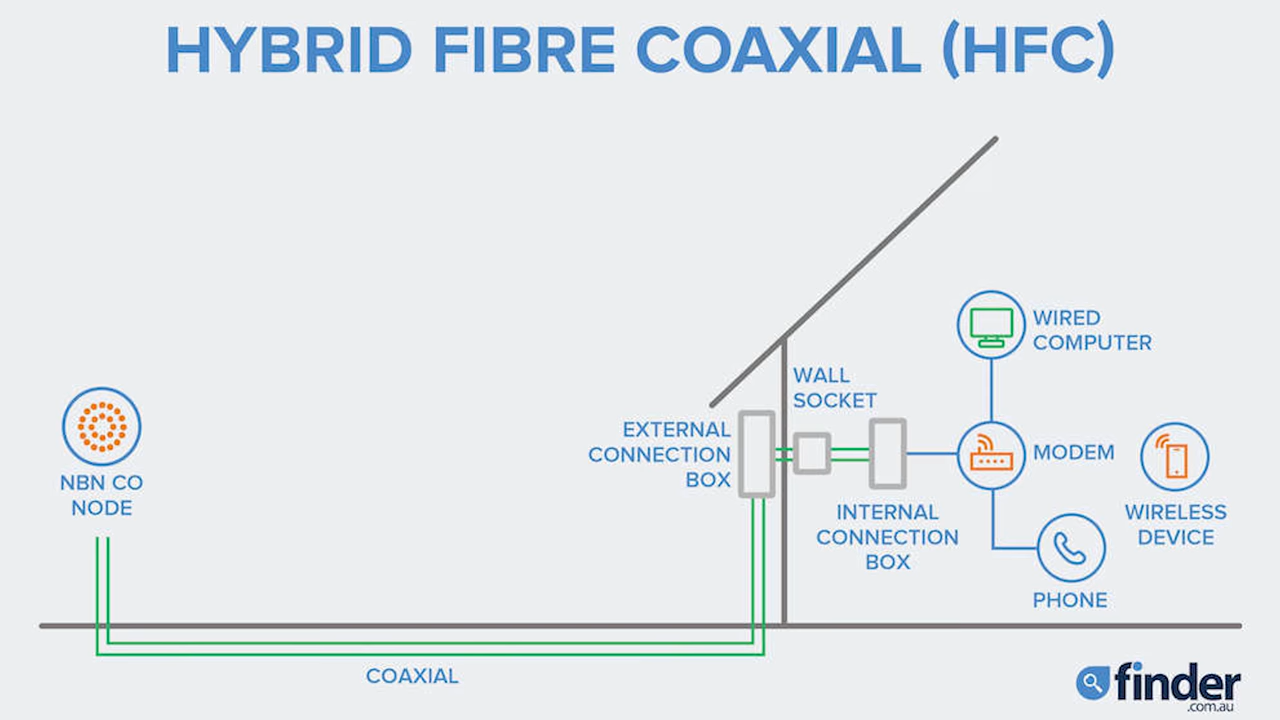 HYBRID FIBRE COAXIAL (HFC)
WIRED
COMPUTER
WALL
SOCKET
EXTERNAL
CONNECTION
BOX
MODEM
NBN CO
NODE
INTERNAL
CONNECTION
BOX
WIRELESS
DEVICE
PHONE
COAXIAL
finder
.com.au